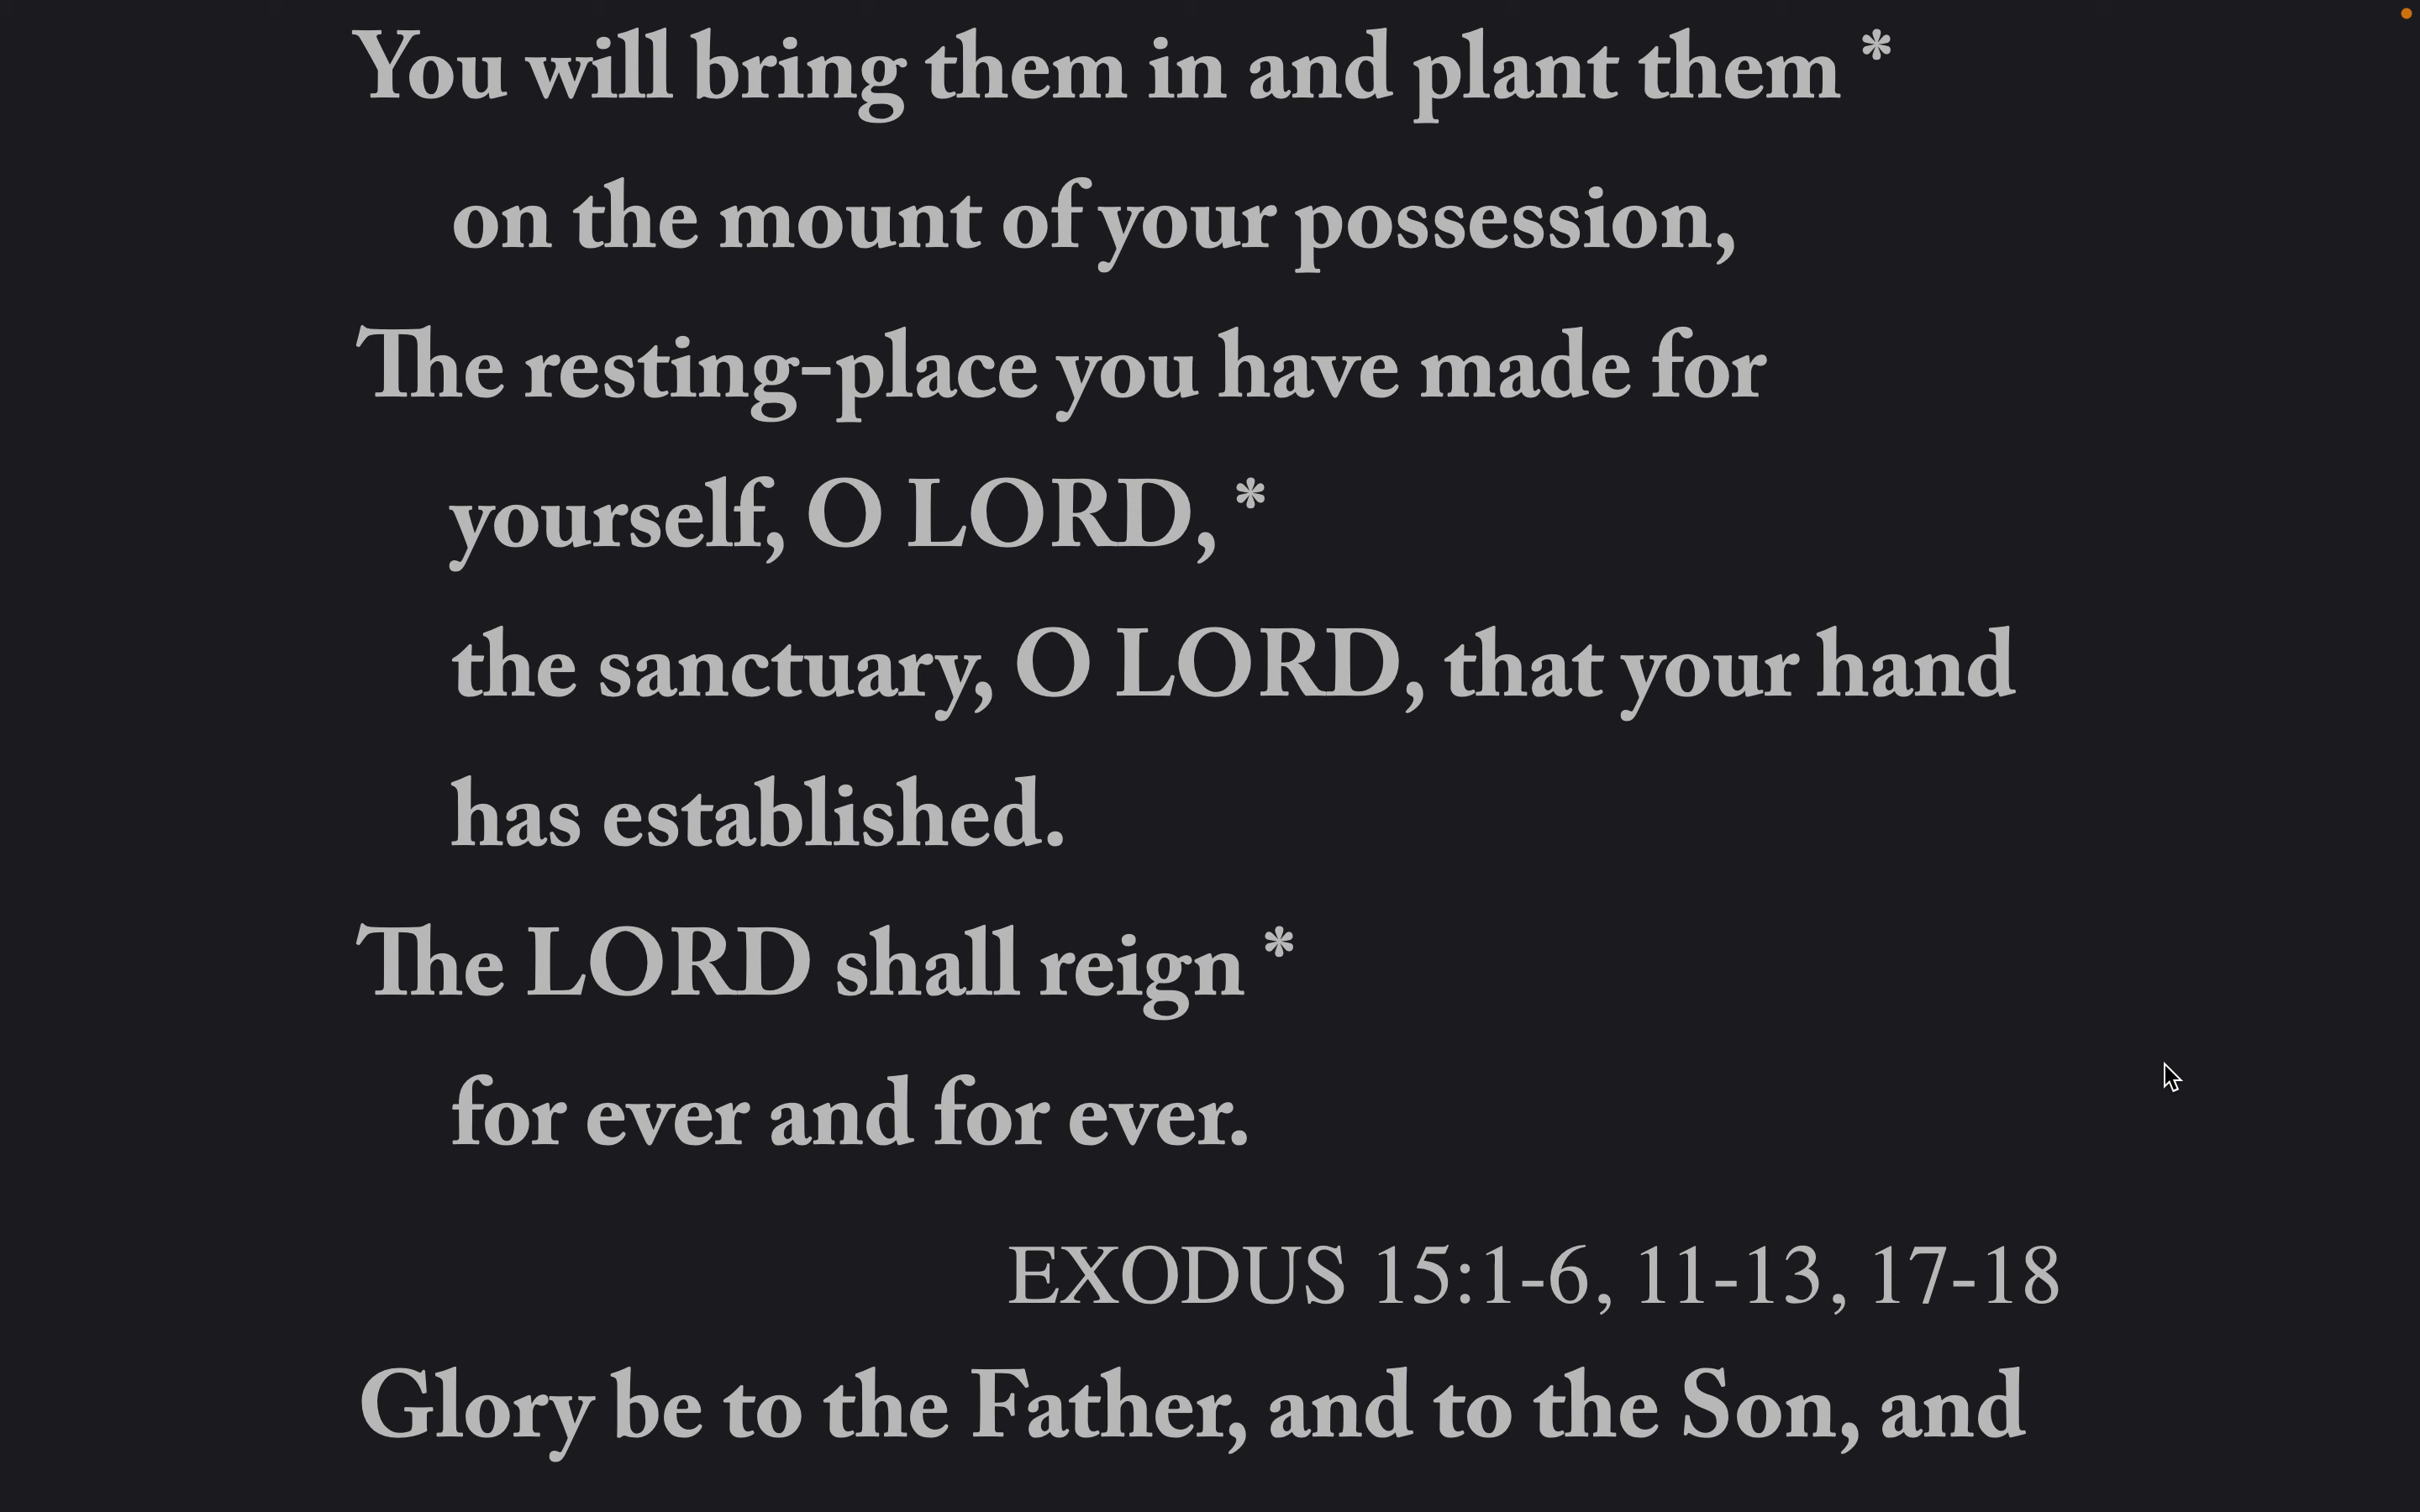 You will bring them in and plant them *
on the mount of your possession,
The resting-place you have made for
yourself, O LORD, *
the sanctuary, O LORD, that your hand
has established.
The LORD shall reign *
for ever and for ever.
EXODUS 15:1-6, 11-13, 17-18
Glory be to the Father, and to the Son, and